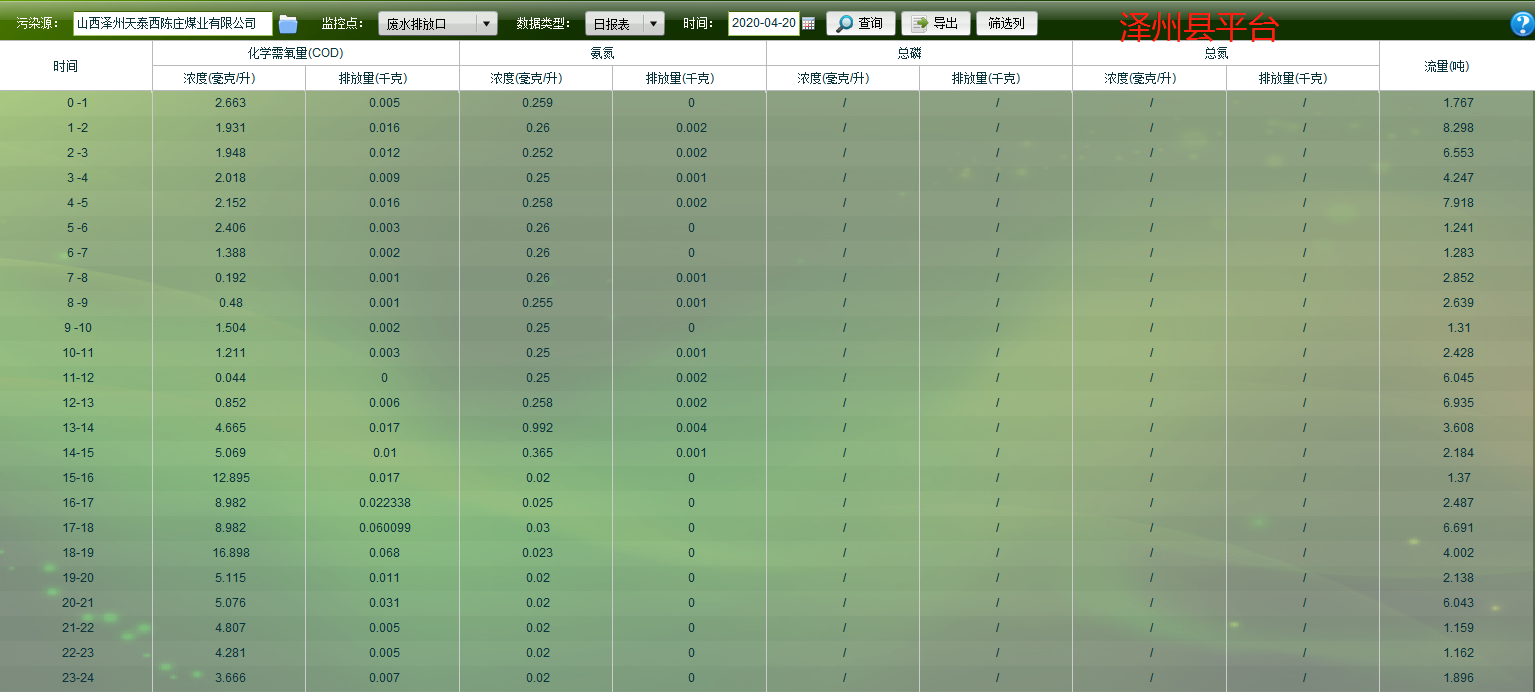 污染源： 山西泽州天泰西陈庄煤业有限公司 监控点： 废水排放口 数据类型： 日报表 时间： 2020-04-20 查询 导出 筛选列 泽州县平台 ?
时间 化学需氧量(COD) 氨氮 总磷 总氮 流量(吨)
浓度(毫克/升) 排放量(千克) 浓度(毫克/升) 排放量(千克) 浓度(毫克/升) 排放量(千克) 浓度(毫克/升) 排放量(千克)
0 -1 2.663 0.005 0.259 0 / / / / 1.767
1 -2 1.931 0.016 0.26 0.002 / / / / 8.298
2 -3 1.948 0.012 0.252 0.002 / / / / 6.553
3 -4 2.018 0.009 0.25 0.001 / / / / 4.247
4 -5 2.152 0.016 0.258 0.002 / / / / 7.918
5 -6 2.406 0.003 0.26 0 / / / / 1.241
6 -7 1.388 0.002 0.26 0 / / / / 1.283
7 -8 0.192 0.001 0.26 0.001 / / / / 2.852
8 -9 0.48 0.001 0.255 0.001 / / / / 2.639
9 -10 1.504 0.002 0.25 0 / / / / 1.31
10-11 1.211 0.003 0.25 0.001 / / / / 2.428
11-12 0.044 0 0.25 0.002 / / / / 6.045
12-13 0.852 0.006 0.258 0.002 / / / / 6.935
13-14 4.665 0.017 0.992 0.004 / / / / 3.608
14-15 5.069 0.01 0.365 0.001 / / / / 2.184
15-16 12.895 0.017 0.02 0 / / / / 1.37
16-17 8.982 0.022338 0.025 0 / / / / 2.487
17-18 8.982 0.060099 0.03 0 / / / / 6.691
18-19 16.898 0.068 0.023 0 / / / / 4.002
19-20 5.115 0.011 0.02 0 / / / / 2.138
20-21 5.076 0.031 0.02 0 / / / / 6.043
21-22 4.807 0.005 0.02 0 / / / / 1.159
22-23 4.281 0.005 0.02 0 / / / / 1.162
23-24 3.666 0.007 0.02 0 / / / / 1.896